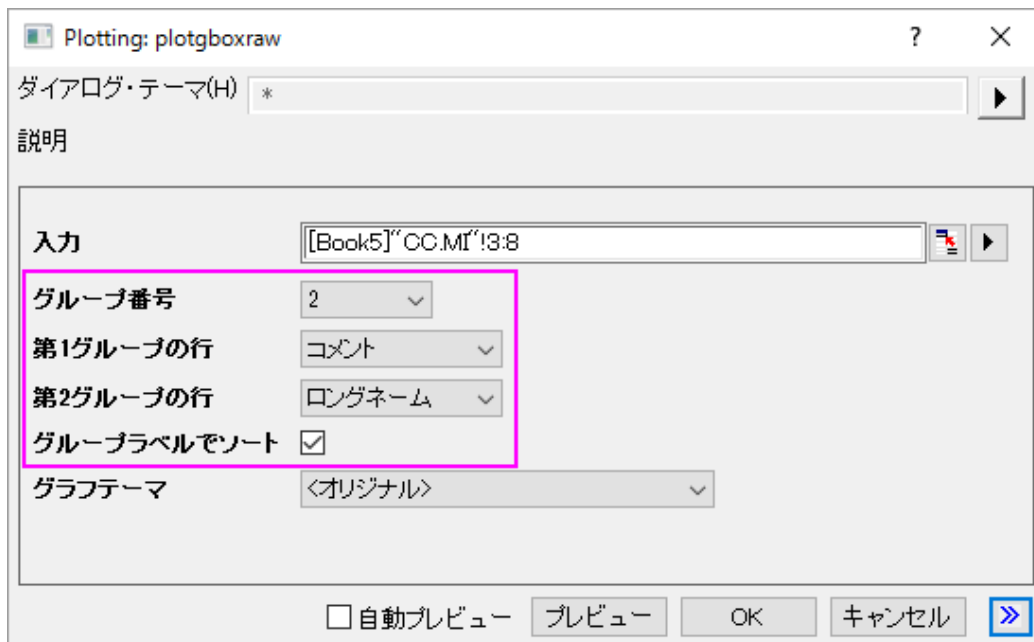 Plotting: plotgboxraw ? ×
ダイアログ・テーマ(H) *
説明
入力 [Book5]"CC.MI"!3:8
グループ番号 2
第1グループの行 コメント
第2グループの行 ロングネーム
グループラベルでソート
グラフテーマ <オリジナル>
自動プレビュー プレビュー OK キャンセル